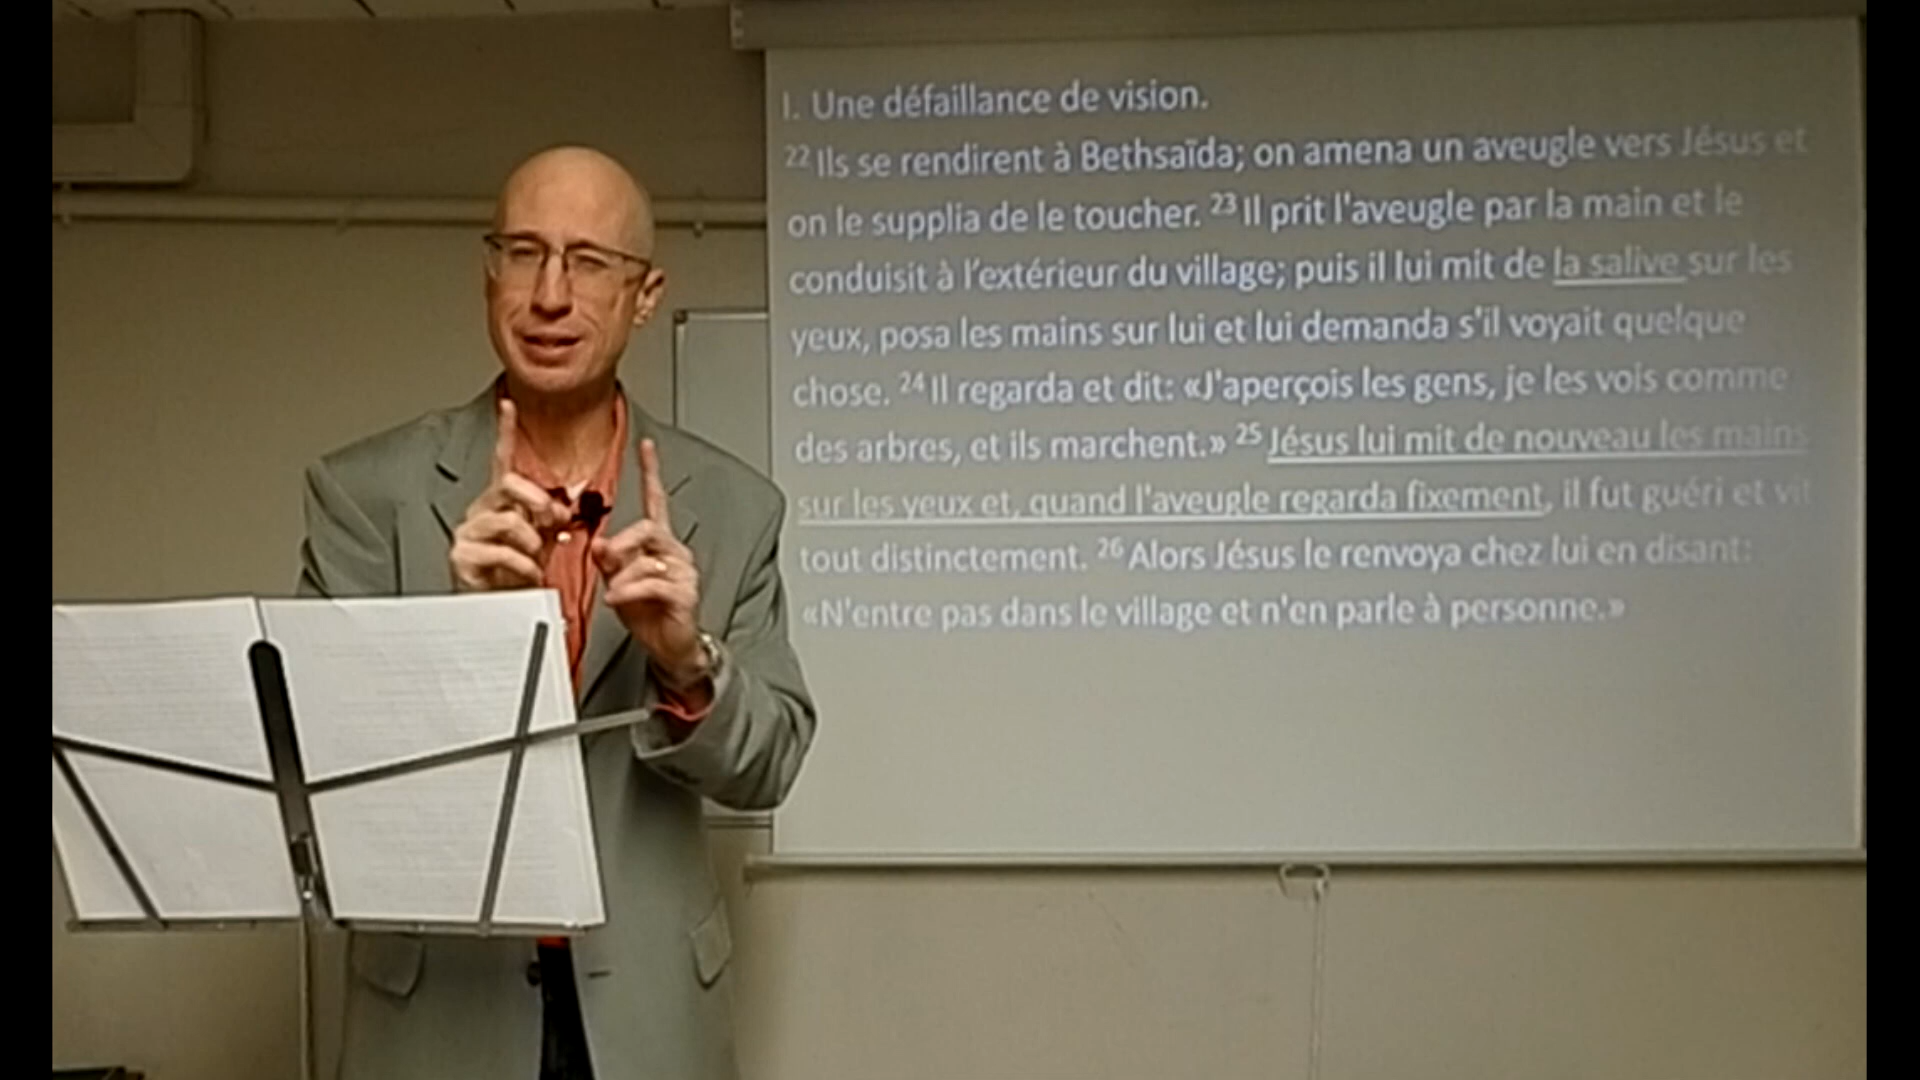 I. Une défaillance de vision.
22 Ils se rendirent à Bethsaïda; on amena un aveugle vers Jésus et
on le supplia de le toucher. 23 Il prit l'aveugle par la main et le
conduisit à l’extérieur du village; puis il lui mit de la salive sur les
yeux, posa les mains sur lui et lui demanda s'il voyait quelque
chose. 24 Il regarda et dit: «J'aperçois les gens, je les vois comme
des arbres, et ils marchent.» 25 Jésus lui mit de nouveau les mains
sur les yeux et, quand l'aveugle regarda fixement, il fut guéri et vit
tout distinctement. 26 Alors Jésus le renvoya chez lui en disant:
«N'entre pas dans le village et n'en parle à personne.»